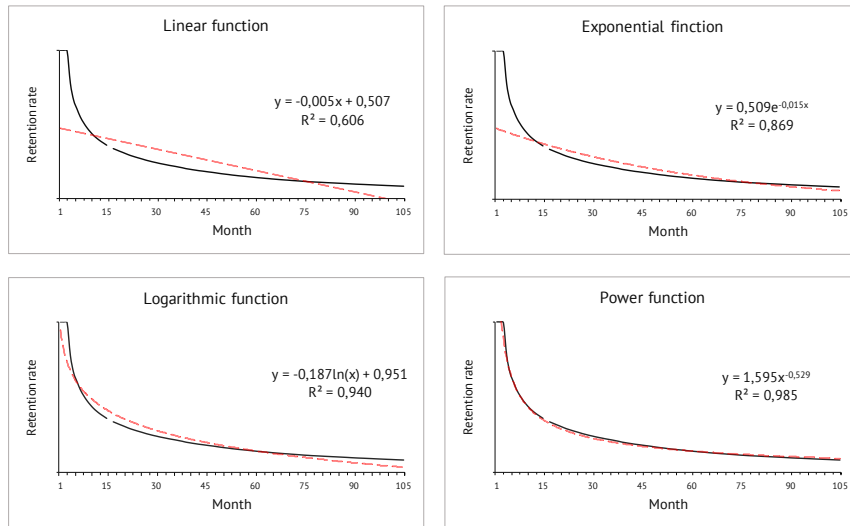 Linear function
Retention rate
y = -0,005x + 0,507
R² = 0,606
1 15 30 45 60 75 90 105
Month
Exponential finction
Retention rate
y = 0,509e^-0,015x
R² = 0,869
1 15 30 45 60 75 90 105
Month
Logarithmic function
Retention rate
y = -0,187ln(x) + 0,951
R² = 0,940
1 15 30 45 60 75 90 105
Month
Power function
Retention rate
y = 1,595x^-0,529
R² = 0,985
1 15 30 45 60 75 90 105
Month